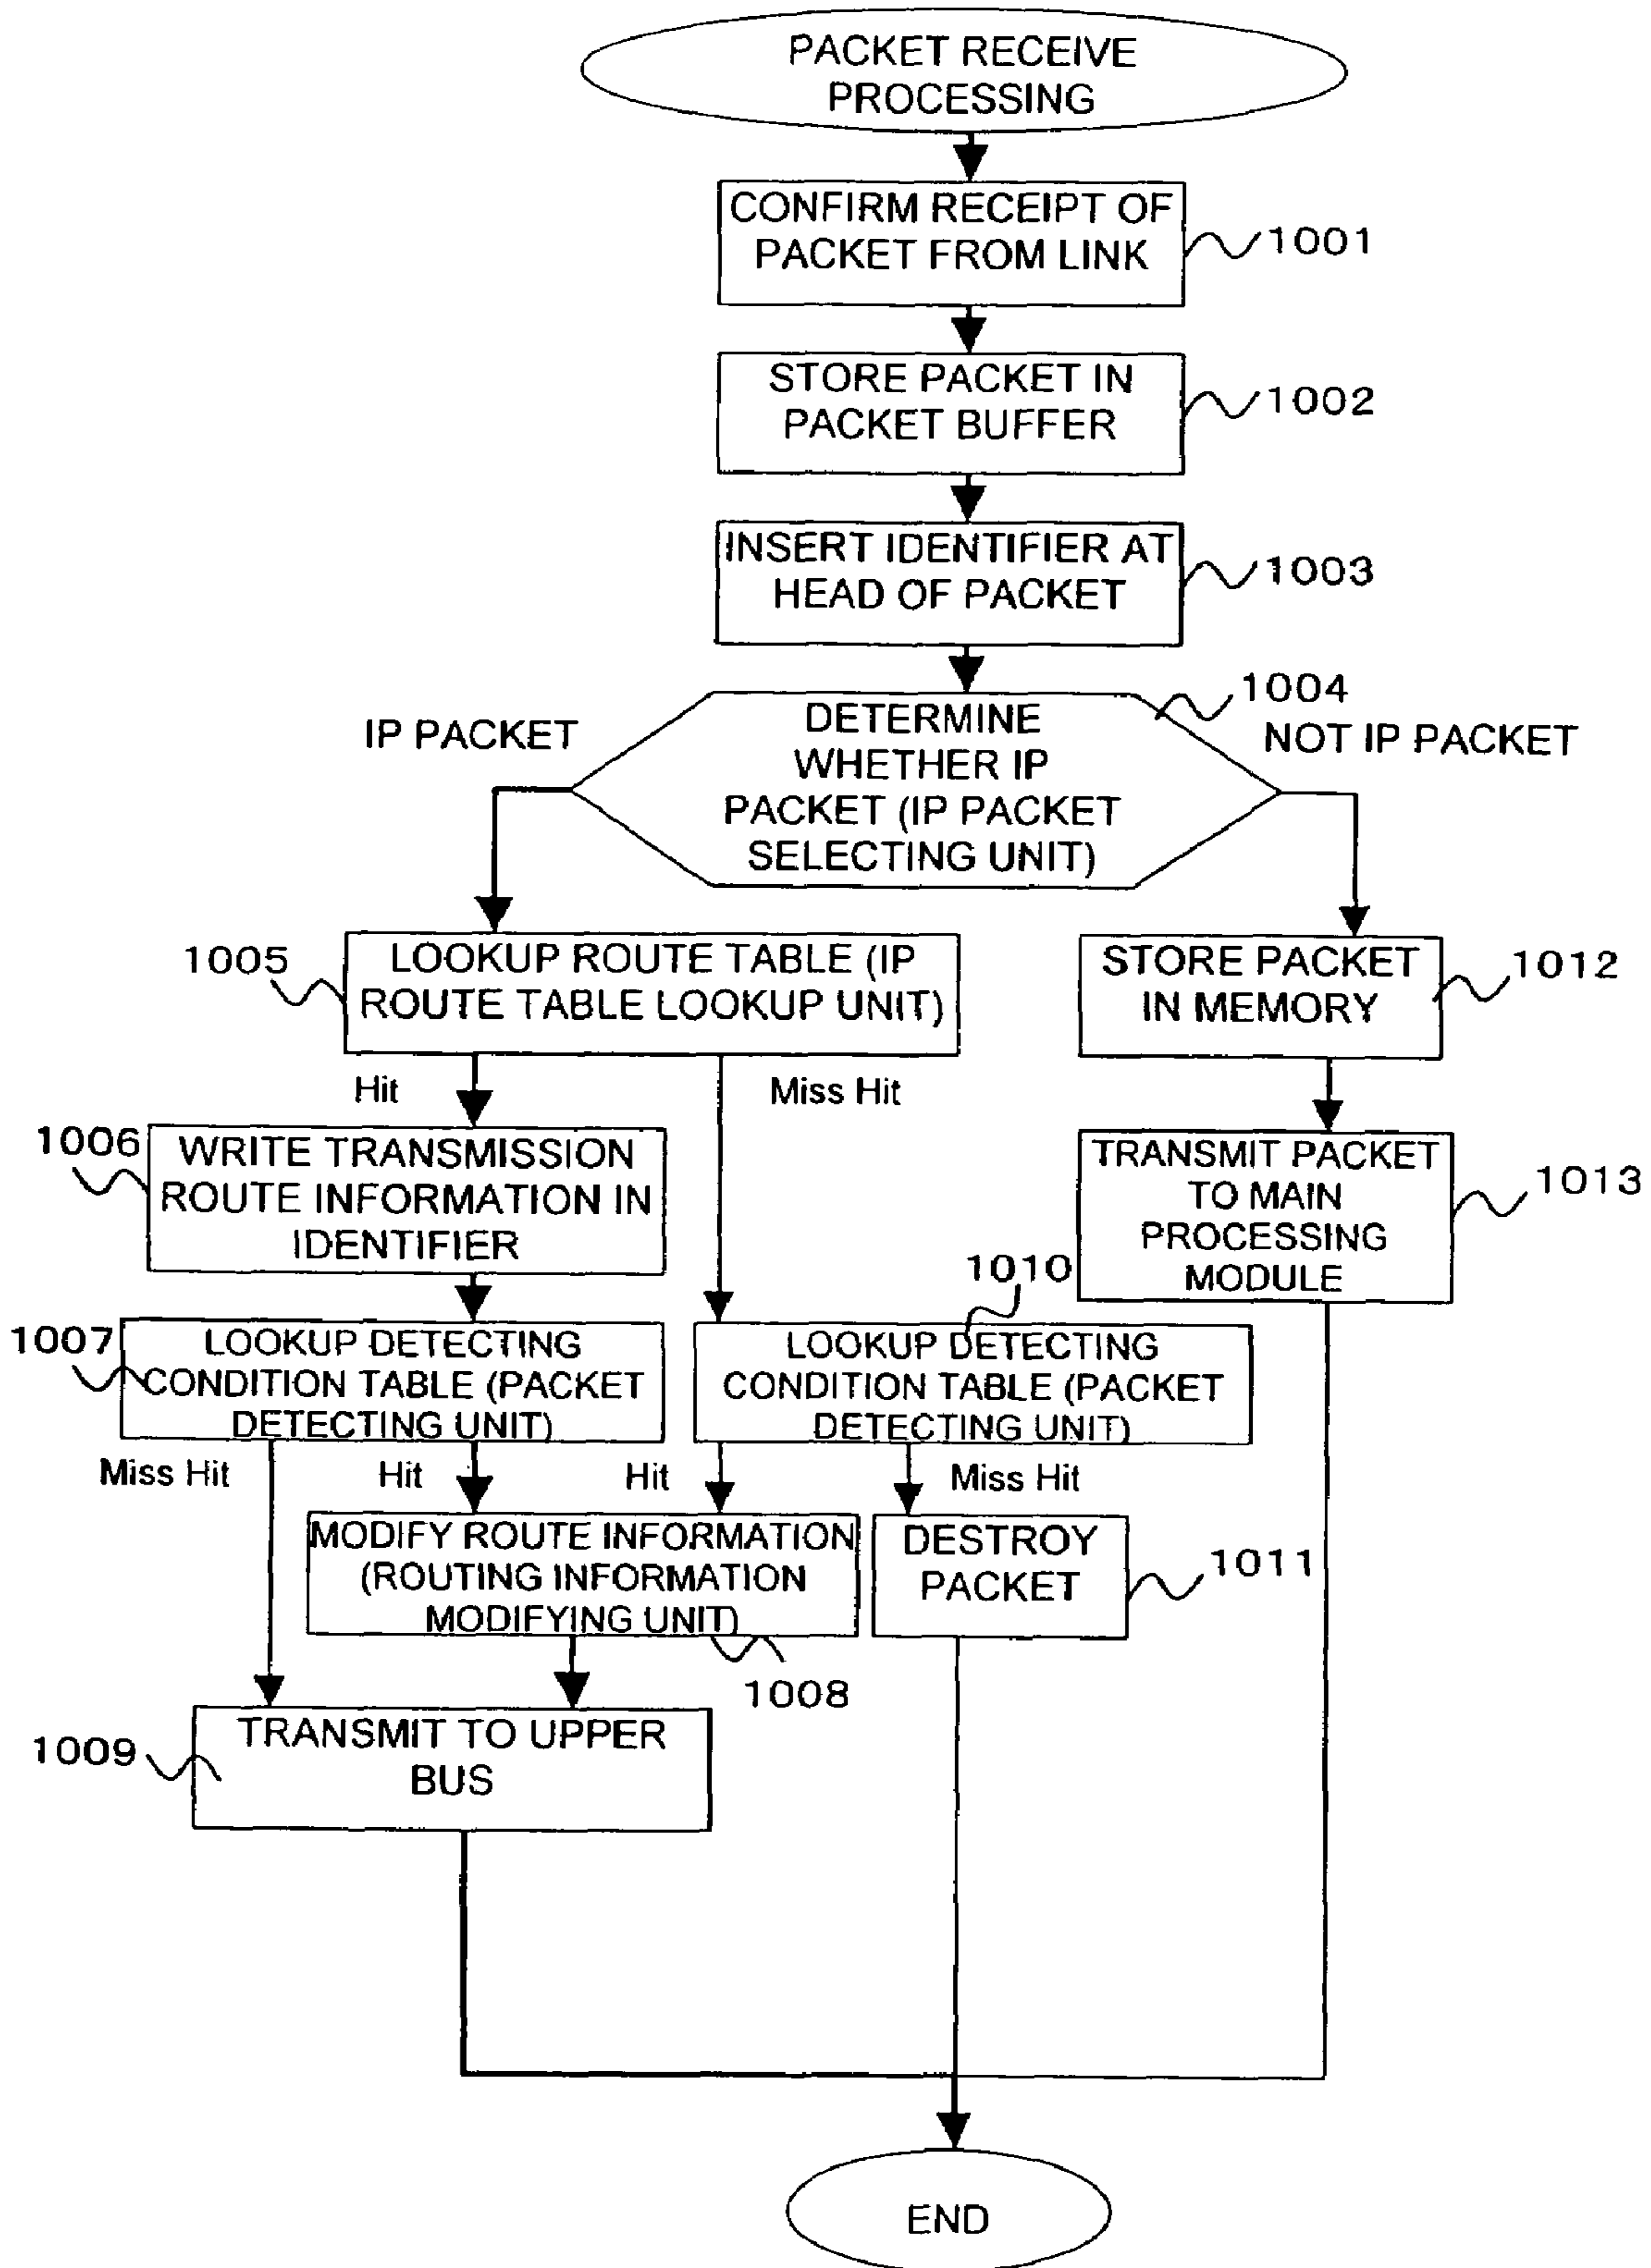 PACKET RECEIVE
PROCESSING
CONFIRM RECEIPT OF
PACKET FROM LINK
1001
STORE PACKET IN
PACKET BUFFER
1002
INSERT IDENTIFIER AT
HEAD OF PACKET
1003
1004
IP PACKET
DETERMINE
WHETHER IP
PACKET (IP PACKET
SELECTING UNIT)
NOT IP PACKET
1005
LOOKUP ROUTE TABLE (IP
ROUTE TABLE LOOKUP UNIT)
STORE PACKET
IN MEMORY
1012
Hit
Miss Hit
1006
WRITE TRANSMISSION
ROUTE INFORMATION IN
IDENTIFIER
TRANSMIT PACKET
TO MAIN
PROCESSING
MODULE
1013
1010
1007
LOOKUP DETECTING
CONDITION TABLE (PACKET
DETECTING UNIT)
LOOKUP DETECTING
CONDITION TABLE (PACKET
DETECTING UNIT)
Miss Hit
Hit
Hit
Miss Hit
MODIFY ROUTE INFORMATION
(ROUTING INFORMATION
MODIFYING UNIT)
DESTROY
PACKET
1011
1008
1009
TRANSMIT TO UPPER
BUS
END